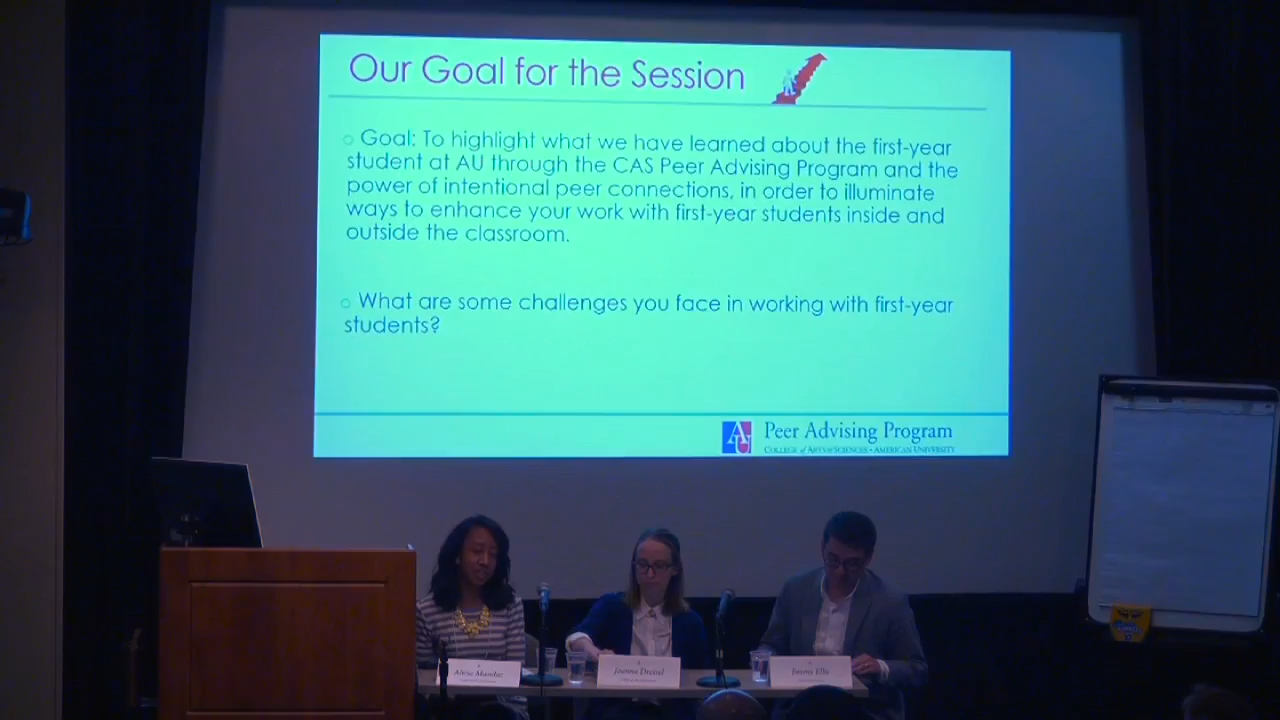 Our Goal for the Session
Goal: To highlight what we have learned about the first-year
student at AU through the CAS Peer Advising Program and the
power of intentional peer connections, in order to illuminate
ways to enhance your work with first-year students inside and
outside the classroom.
What are some challenges you face in working with first-year
students?
AU
Peer Advising Program
COLLEGE of ARTS & SCIENCES • AMERICAN UNIVERSITY
Joanna
Ellis